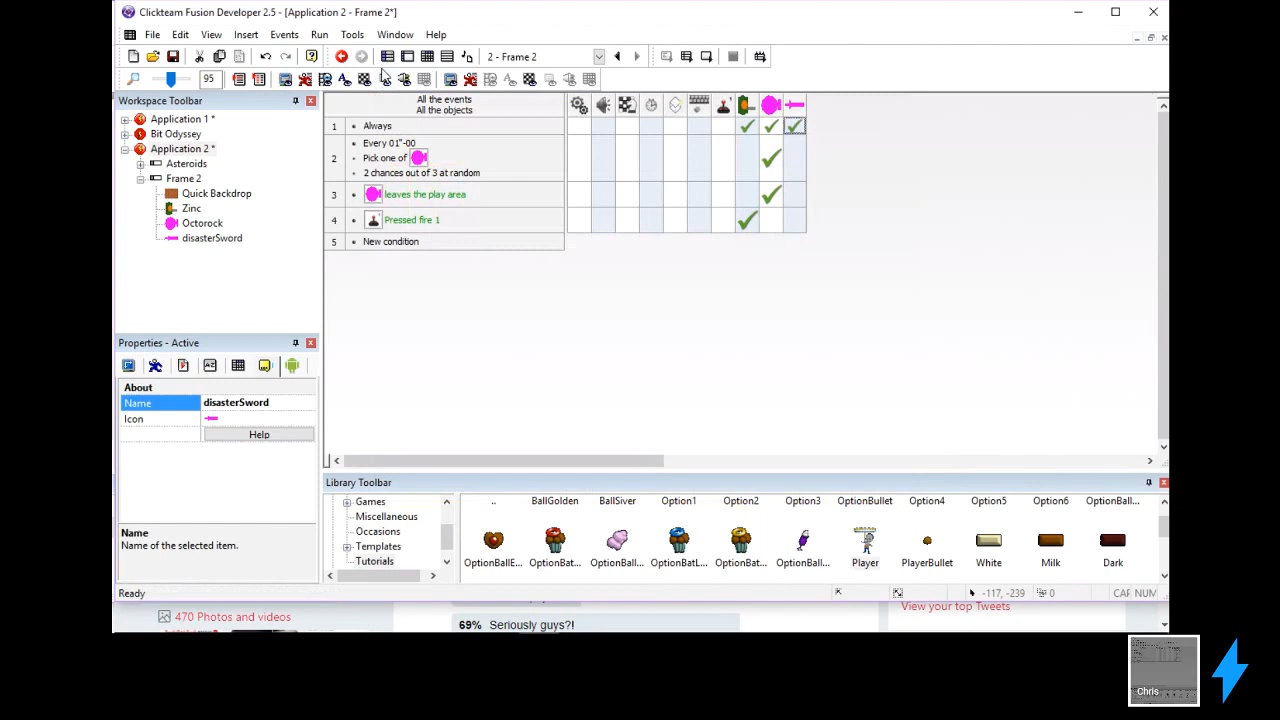 Clickteam Fusion Developer 2.5 - [Application 2 - Frame 2*]
File Edit View Insert Events Run Tools Window Help
2 - Frame 2
95
Workspace Toolbar
Application 1 *
Bit Odyssey
Application 2 *
Asteroids
Frame 2
Quick Backdrop
Zinc
Octorock
disasterSword
All the events
All the objects
1 Always
Every 01"-00
2 Pick one of
2 chances out of 3 at random
3 leaves the play area
4 Pressed fire 1
5 New condition
Properties - Active
About
Name disasterSword
Icon
Help
Name
Name of the selected item.
Library Toolbar
Games
Miscellaneous
Occasions
Templates
Tutorials
.. BallGolden BallSiver Option1 Option2 Option3 OptionBullet Option4 Option5 Option6 OptionBall...
OptionBallE... OptionBat... OptionBall... OptionBatL... OptionBat... OptionBall... Player PlayerBullet White Milk Dark
Ready -117, -239 0 CAP NUM
470 Photos and videos
69% Seriously guys?!
View your top Tweets
Chris